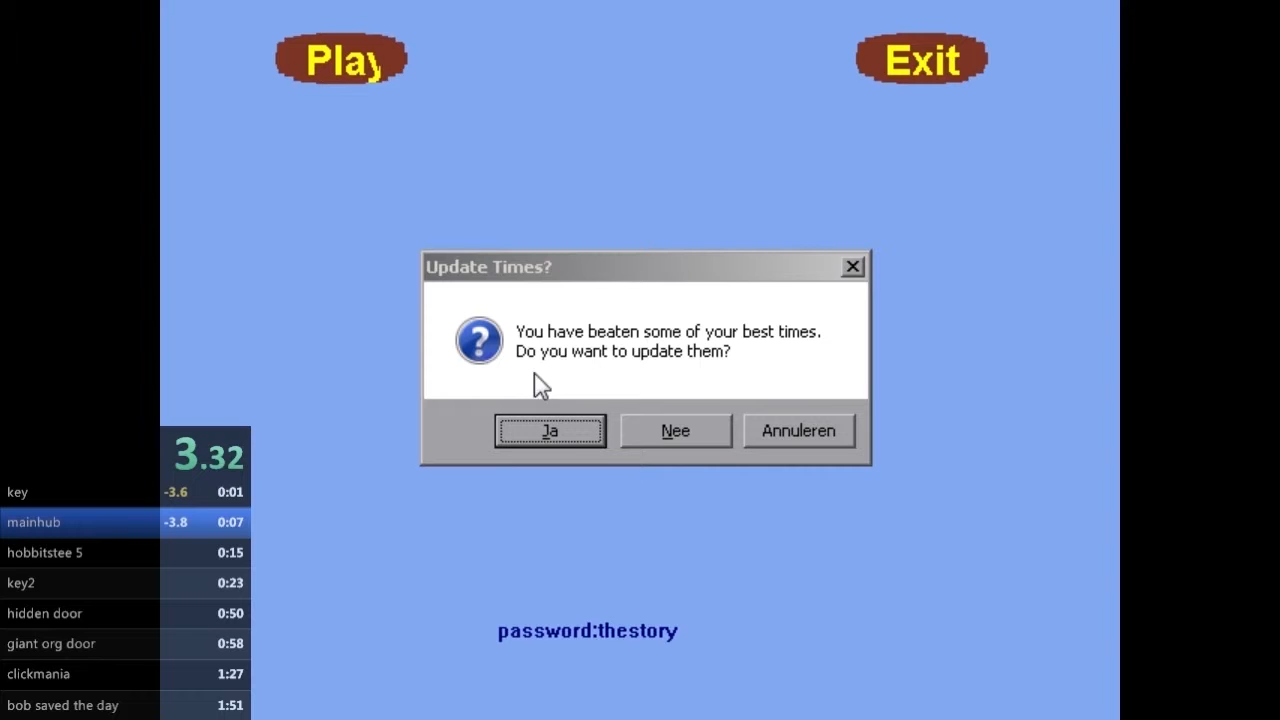 Play
Exit
Update Times?
You have beaten some of your best times.
Do you want to update them?
Ja
Nee
Annuleren
3.32
key -3.6 0:01
mainhub -3.8 0:07
hobbitstee 5 0:15
key2 0:23
hidden door 0:50
giant org door 0:58
clickmania 1:27
bob saved the day 1:51
password:thestory